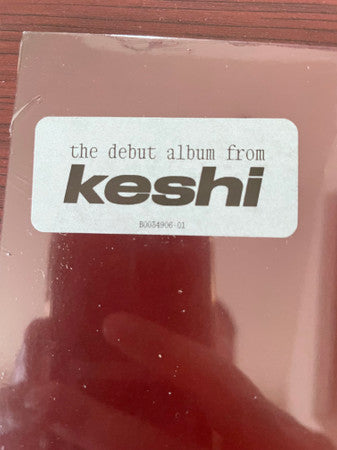 the debut album from
keshi
B0034906-01